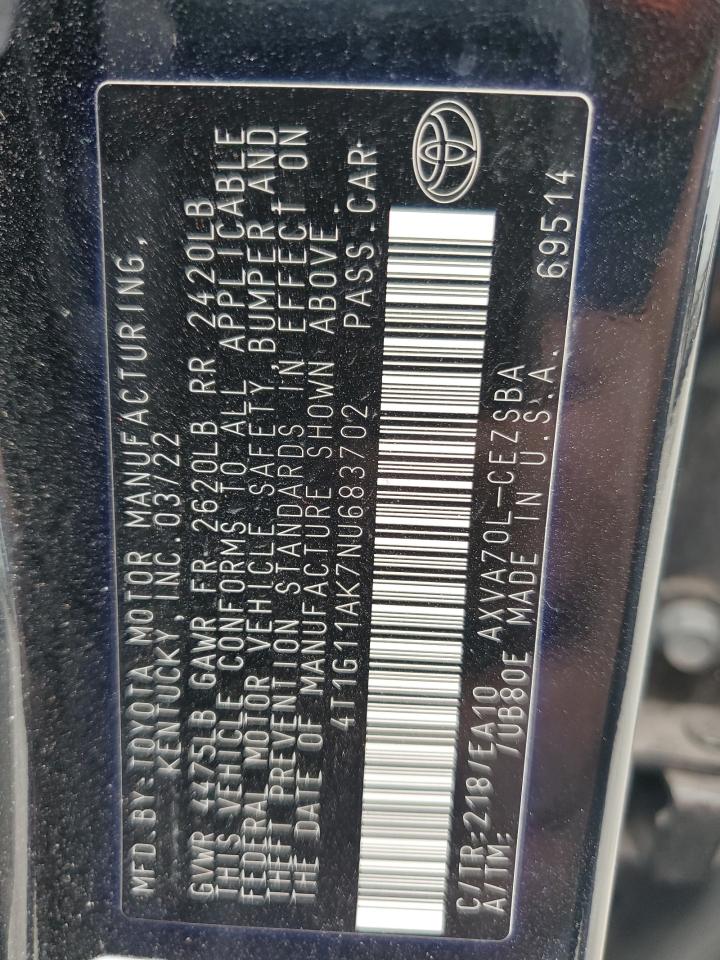 MFD.BY:TOYOTA MOTOR MANUFACTURING,
KENTUCKY, INC.03/22
GVWR 4475LB GAWR FR 2620LB RR 2420LB
THIS VEHICLE CONFORMS TO ALL APPLICABLE
FEDERAL MOTOR VEHICLE SAFETY, BUMPER AND
THEFT PREVENTION STANDARDS IN EFFECT ON
THE DATE OF MANUFACTURE SHOWN ABOVE.
4T1G11AK7NU683702 PASS.CAR
C/TR:218/EA10 AXVA70L-CEZSBA
A/TM: /UB80E MADE IN U.S.A. 69514